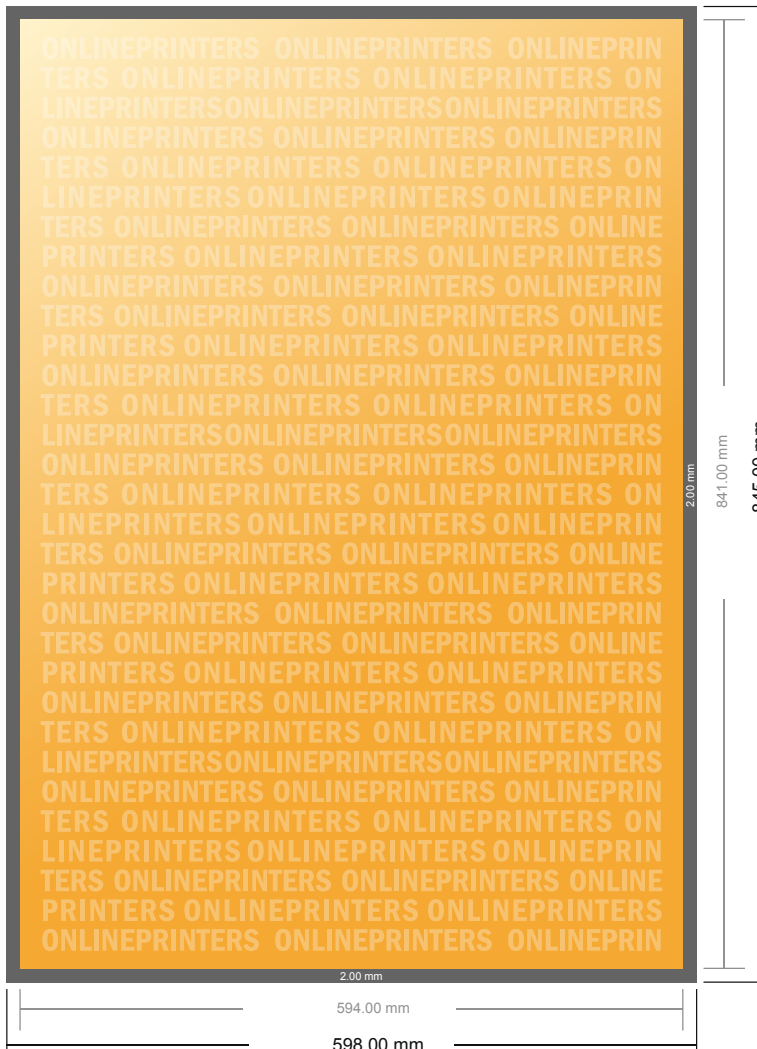 ONLINEPRINTERS ONLINEPRINTERS ONLINEPRIN
TERS ONLINEPRINTERS ONLINEPRINTERS ON
LINEPRINTERSONLINEPRINTERSONLINEPRINTERS
ONLINEPRINTERS ONLINEPRINTERS ONLINEPRIN
TERS ONLINEPRINTERS ONLINEPRINTERS ON
LINEPRINTERS ONLINEPRINTERS ONLINEPRIN
TERS ONLINEPRINTERS ONLINEPRINTERS ONLINE
PRINTERS ONLINEPRINTERS ONLINEPRINTERS
ONLINEPRINTERS ONLINEPRINTERS ONLINEPRIN
TERS ONLINEPRINTERS ONLINEPRINTERS ONLINE
PRINTERS ONLINEPRINTERS ONLINEPRINTERS
ONLINEPRINTERS ONLINEPRINTERS ONLINEPRIN
TERS ONLINEPRINTERS ONLINEPRINTERS ON
LINEPRINTERSONLINEPRINTERSONLINEPRINTERS
ONLINEPRINTERS ONLINEPRINTERS ONLINEPRIN
TERS ONLINEPRINTERS ONLINEPRINTERS ON
LINEPRINTERS ONLINEPRINTERS ONLINEPRIN
TERS ONLINEPRINTERS ONLINEPRINTERS ONLINE
PRINTERS ONLINEPRINTERS ONLINEPRINTERS
ONLINEPRINTERS ONLINEPRINTERS ONLINEPRIN
TERS ONLINEPRINTERS ONLINEPRINTERS ONLINE
PRINTERS ONLINEPRINTERS ONLINEPRINTERS
ONLINEPRINTERS ONLINEPRINTERS ONLINEPRIN
TERS ONLINEPRINTERS ONLINEPRINTERS ON
LINEPRINTERSONLINEPRINTERSONLINEPRINTERS
ONLINEPRINTERS ONLINEPRINTERS ONLINEPRIN
TERS ONLINEPRINTERS ONLINEPRINTERS ON
LINEPRINTERS ONLINEPRINTERS ONLINEPRIN
TERS ONLINEPRINTERS ONLINEPRINTERS ONLINE
PRINTERS ONLINEPRINTERS ONLINEPRINTERS
ONLINEPRINTERS ONLINEPRINTERS ONLINEPRIN
2.00 mm
841.00 mm
845.00 mm
2.00 mm
594.00 mm
598.00 mm